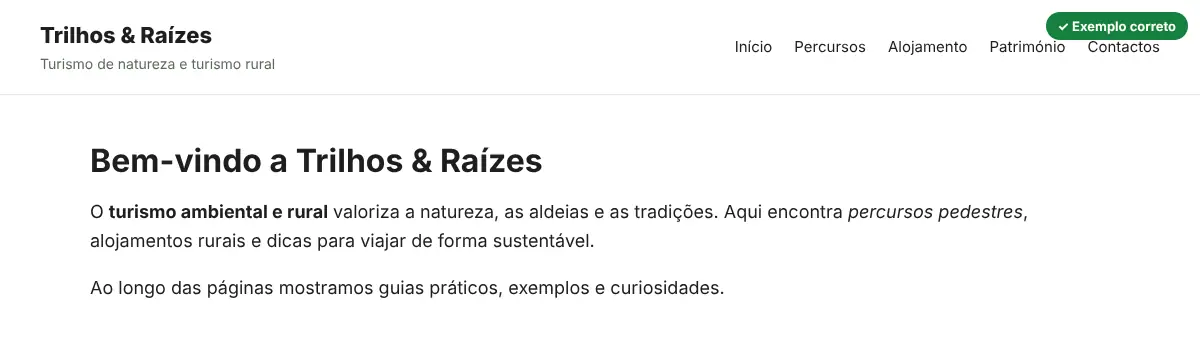 Trilhos & Raízes
Turismo de natureza e turismo rural
✓ Exemplo correto
Início Percursos Alojamento Património Contactos
Bem-vindo a Trilhos & Raízes
O turismo ambiental e rural valoriza a natureza, as aldeias e as tradições. Aqui encontra percursos pedestres,
alojamentos rurais e dicas para viajar de forma sustentável.
Ao longo das páginas mostramos guias práticos, exemplos e curiosidades.